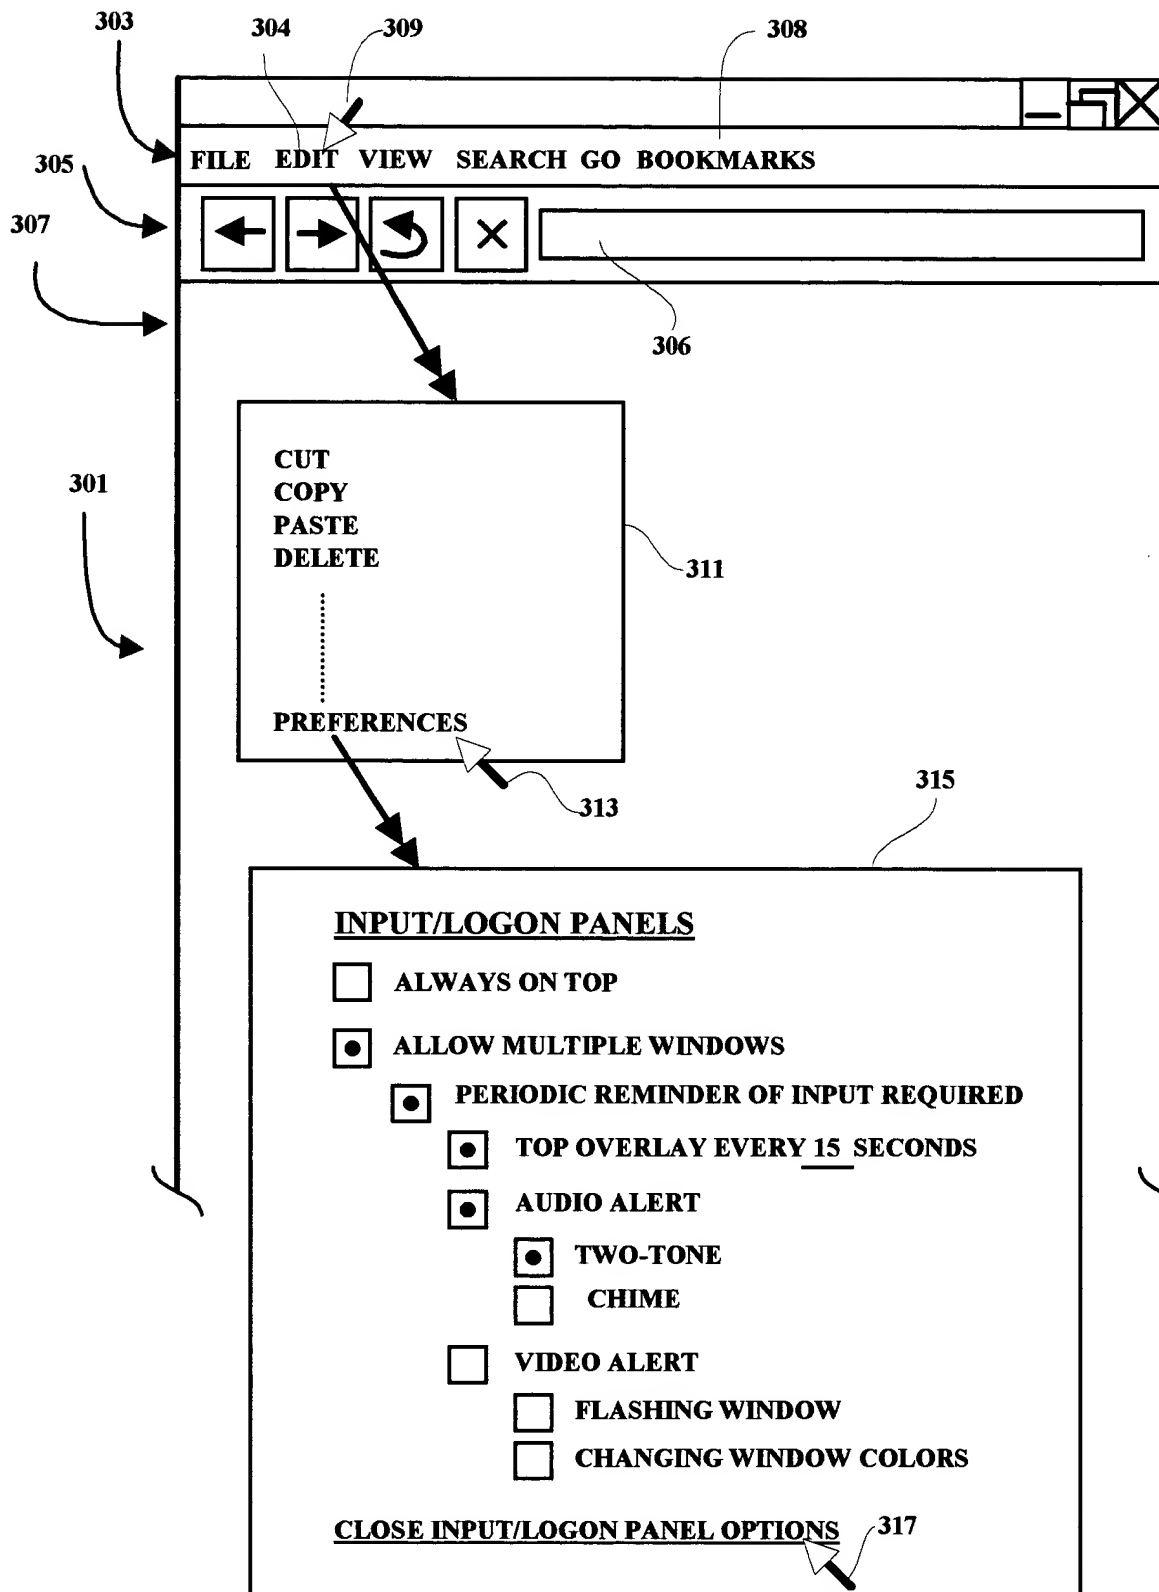 303
304
309
308
FILE EDIT VIEW SEARCH GO BOOKMARKS
305
307
306
CUT
COPY
PASTE
DELETE
301
311
PREFERENCES
313
315
INPUT/LOGON PANELS
ALWAYS ON TOP
ALLOW MULTIPLE WINDOWS
PERIODIC REMINDER OF INPUT REQUIRED
TOP OVERLAY EVERY 15 SECONDS
AUDIO ALERT
TWO-TONE
CHIME
VIDEO ALERT
FLASHING WINDOW
CHANGING WINDOW COLORS
CLOSE INPUT/LOGON PANEL OPTIONS
317